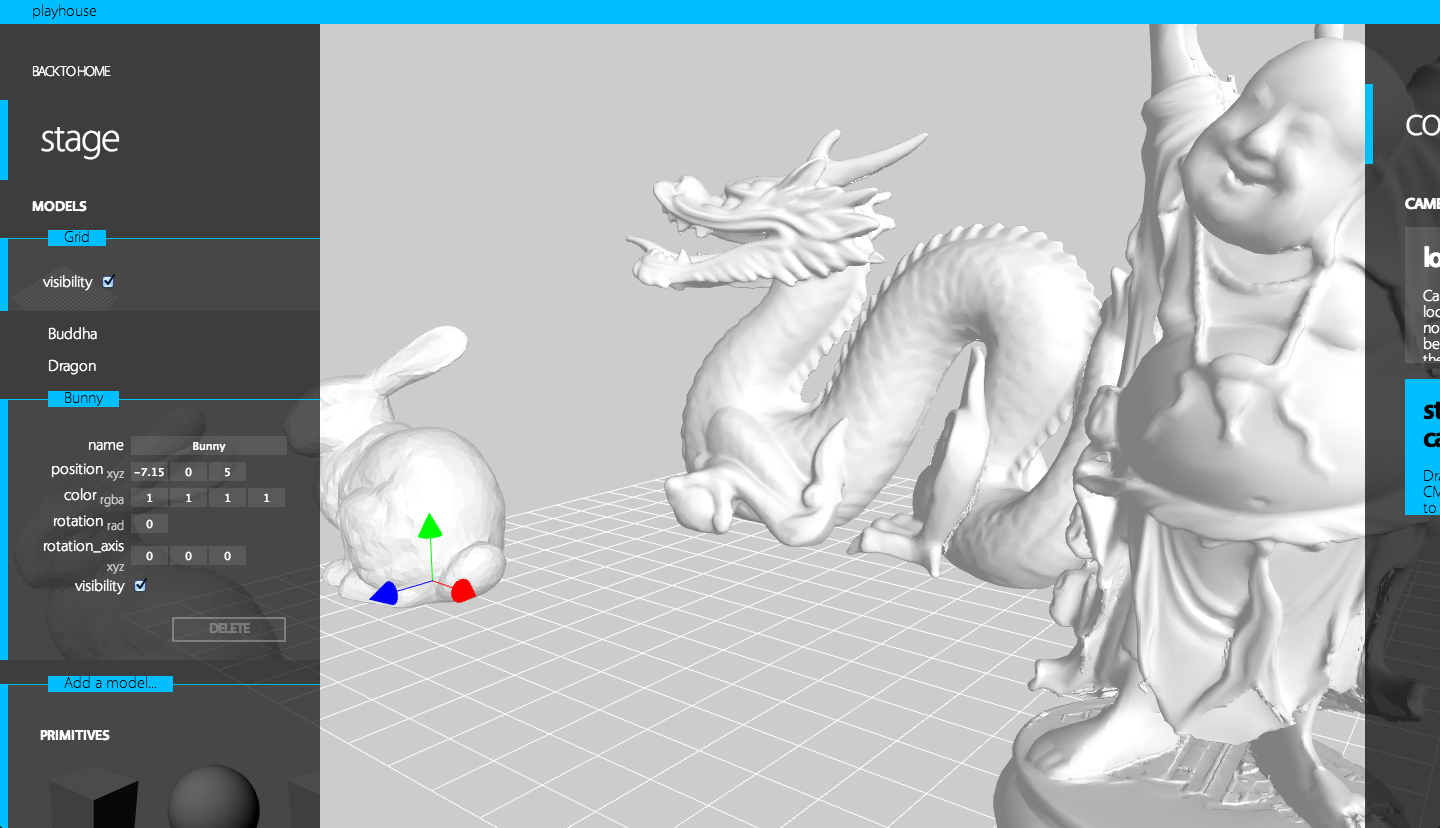 playhouse
BACK TO HOME
stage
MODELS
Grid
visibility
Buddha
Dragon
Bunny
name Bunny
position xyz −7.15 0 5
color rgba 1 1 1 1
rotation rad 0
rotation_axis
xyz 0 0 0
visibility
DELETE
Add a model...
PRIMITIVES
CO
CAME
lo
Ca
loo
no
be
the
st
ca
Dra
CM
to